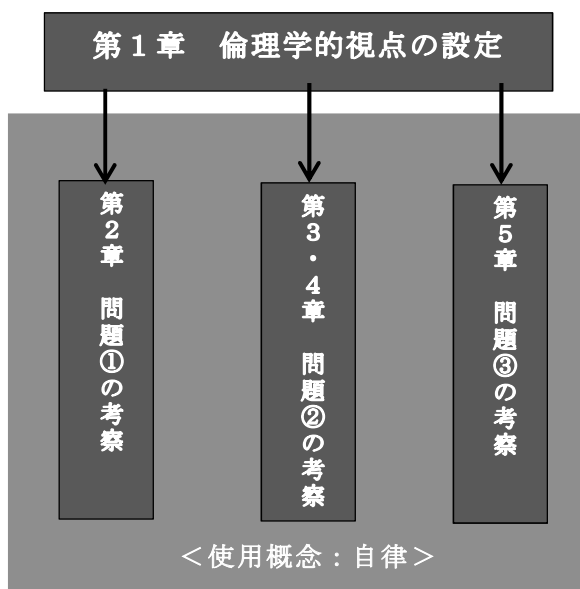 第1章　倫理学的視点の設定
第2章　問題①の考察
第3・4章　問題②の考察
第5章　問題③の考察
＜使用概念：自律＞